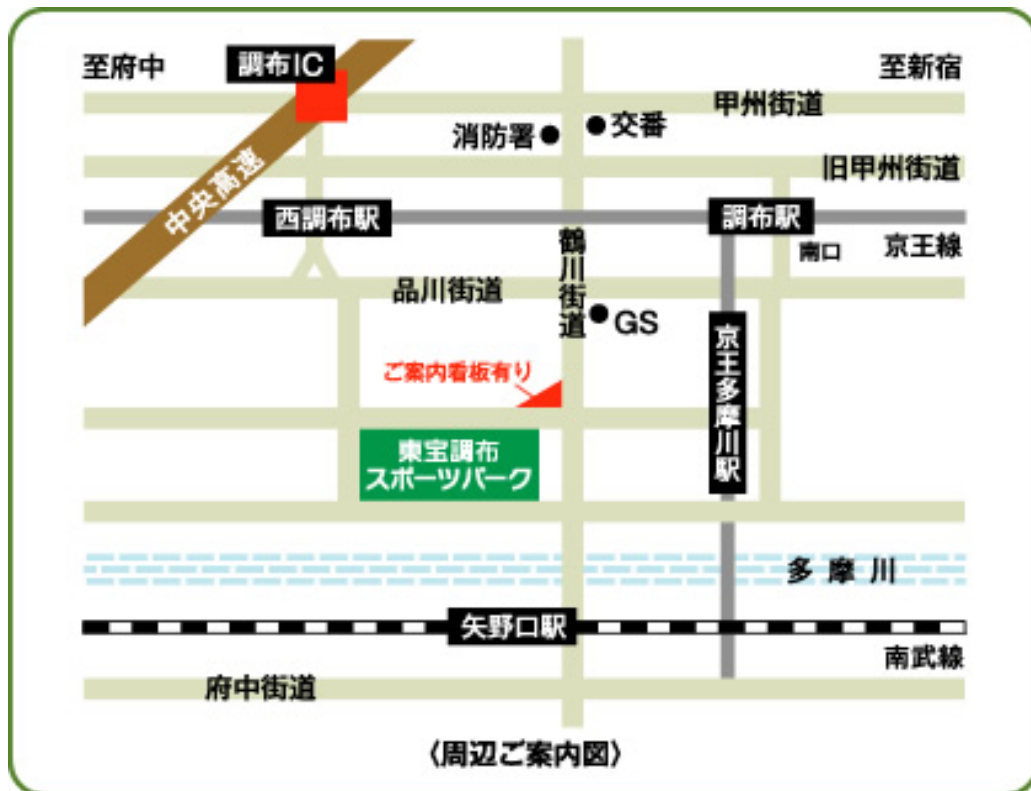 至府中
調布IC
至新宿
甲州街道
消防署
交番
旧甲州街道
中央高速
西調布駅
調布駅
南口
京王線
鶴川街道
品川街道
GS
ご案内看板有り
京王多摩川駅
東宝調布
スポーツパーク
多摩川
矢野口駅
南武線
府中街道
〈周辺ご案内図〉